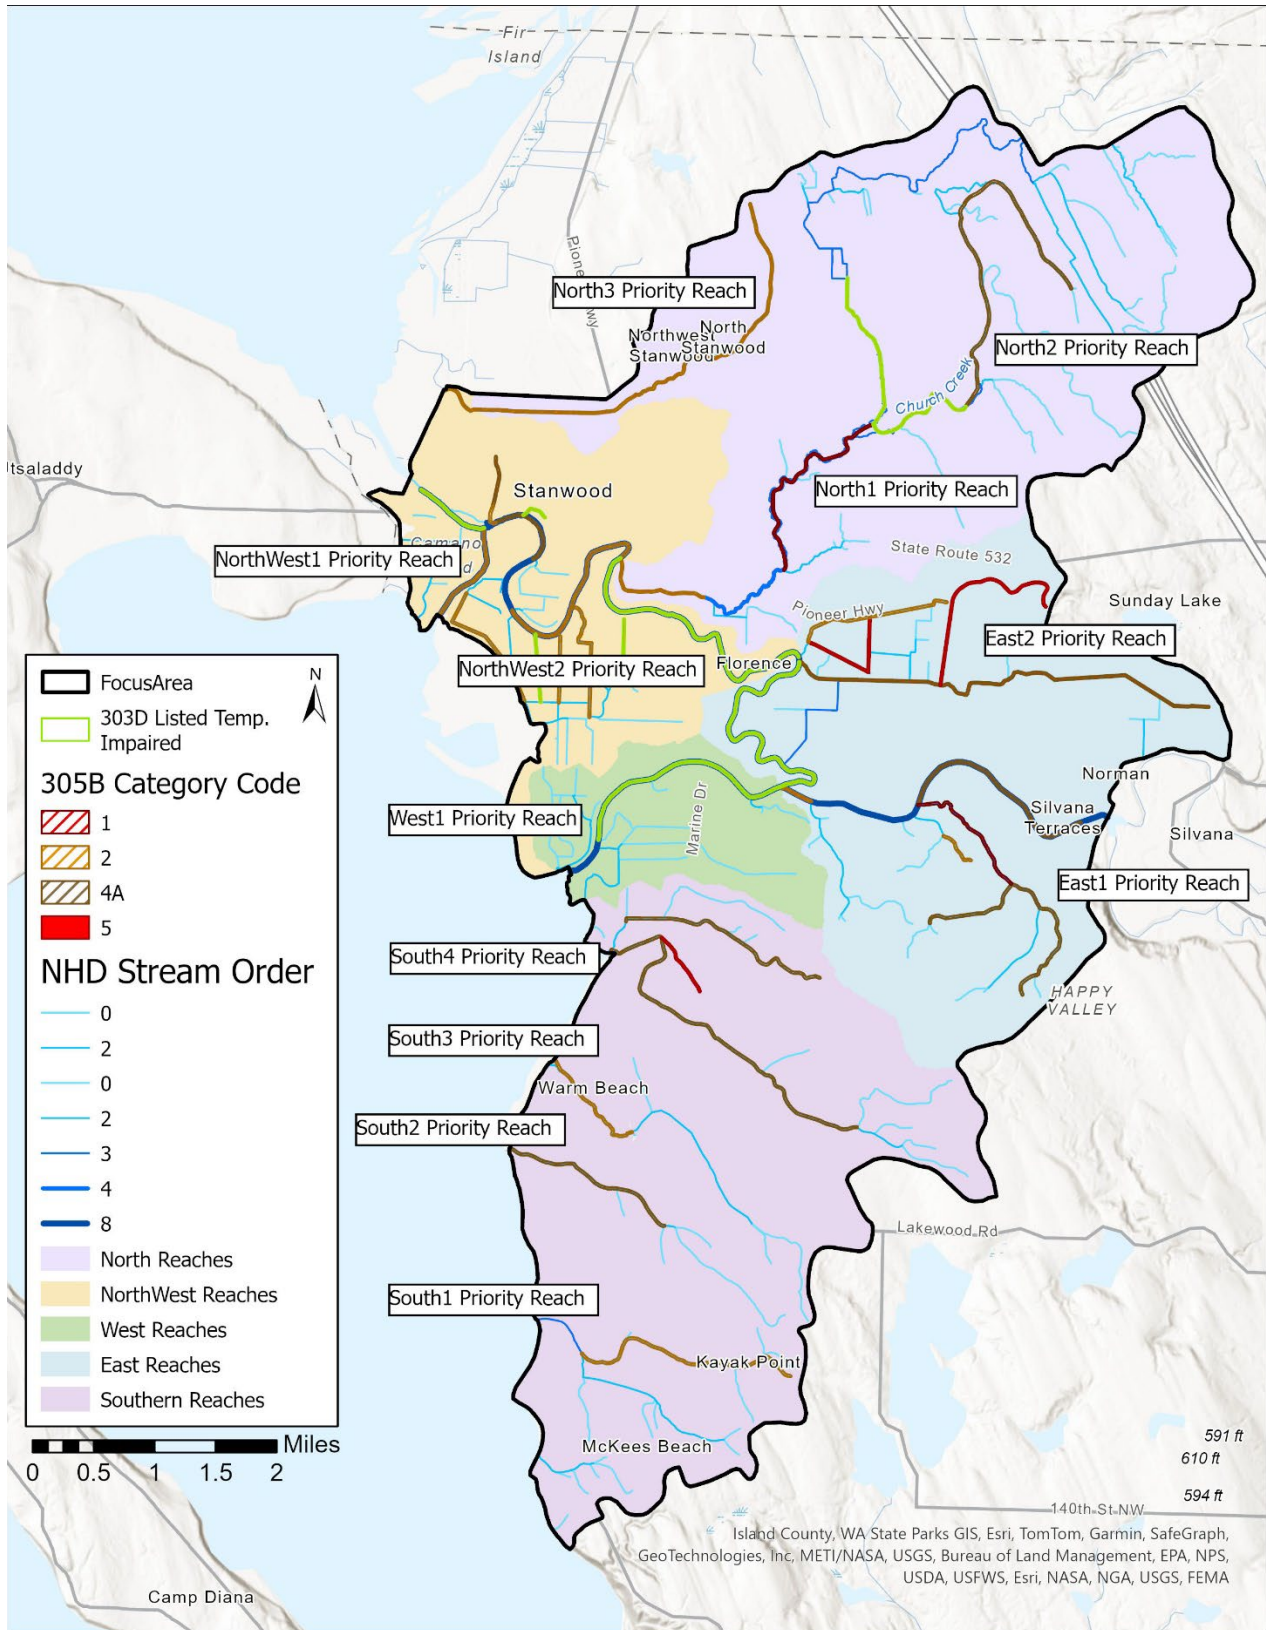 Fir
Island
Pioneer Hwy
North3 Priority Reach
North
Northwest
Stanwood
Stanwood
North2 Priority Reach
Church Creek
Utsaladdy
Stanwood
North1 Priority Reach
Camano
NorthWest1 Priority Reach
State Route 532
Pioneer Hwy
Sunday Lake
East2 Priority Reach
NorthWest2 Priority Reach
Florence
N
FocusArea
303D Listed Temp.
Impaired
305B Category Code
1
2
4A
5
NHD Stream Order
0
2
0
2
3
4
8
North Reaches
NorthWest Reaches
West Reaches
East Reaches
Southern Reaches
Miles
0 0.5 1 1.5 2
Norman
Silvana
Terraces
Silvana
Marine Dr
West1 Priority Reach
East1 Priority Reach
South4 Priority Reach
HAPPY
VALLEY
South3 Priority Reach
Warm Beach
South2 Priority Reach
Lakewood Rd
South1 Priority Reach
Kayak Point
McKees Beach
591 ft
610 ft
594 ft
140th St NW
Island County, WA State Parks GIS, Esri, TomTom, Garmin, SafeGraph,
GeoTechnologies, Inc, METI/NASA, USGS, Bureau of Land Management, EPA, NPS,
USDA, USFWS, Esri, NASA, NGA, USGS, FEMA
Camp Diana